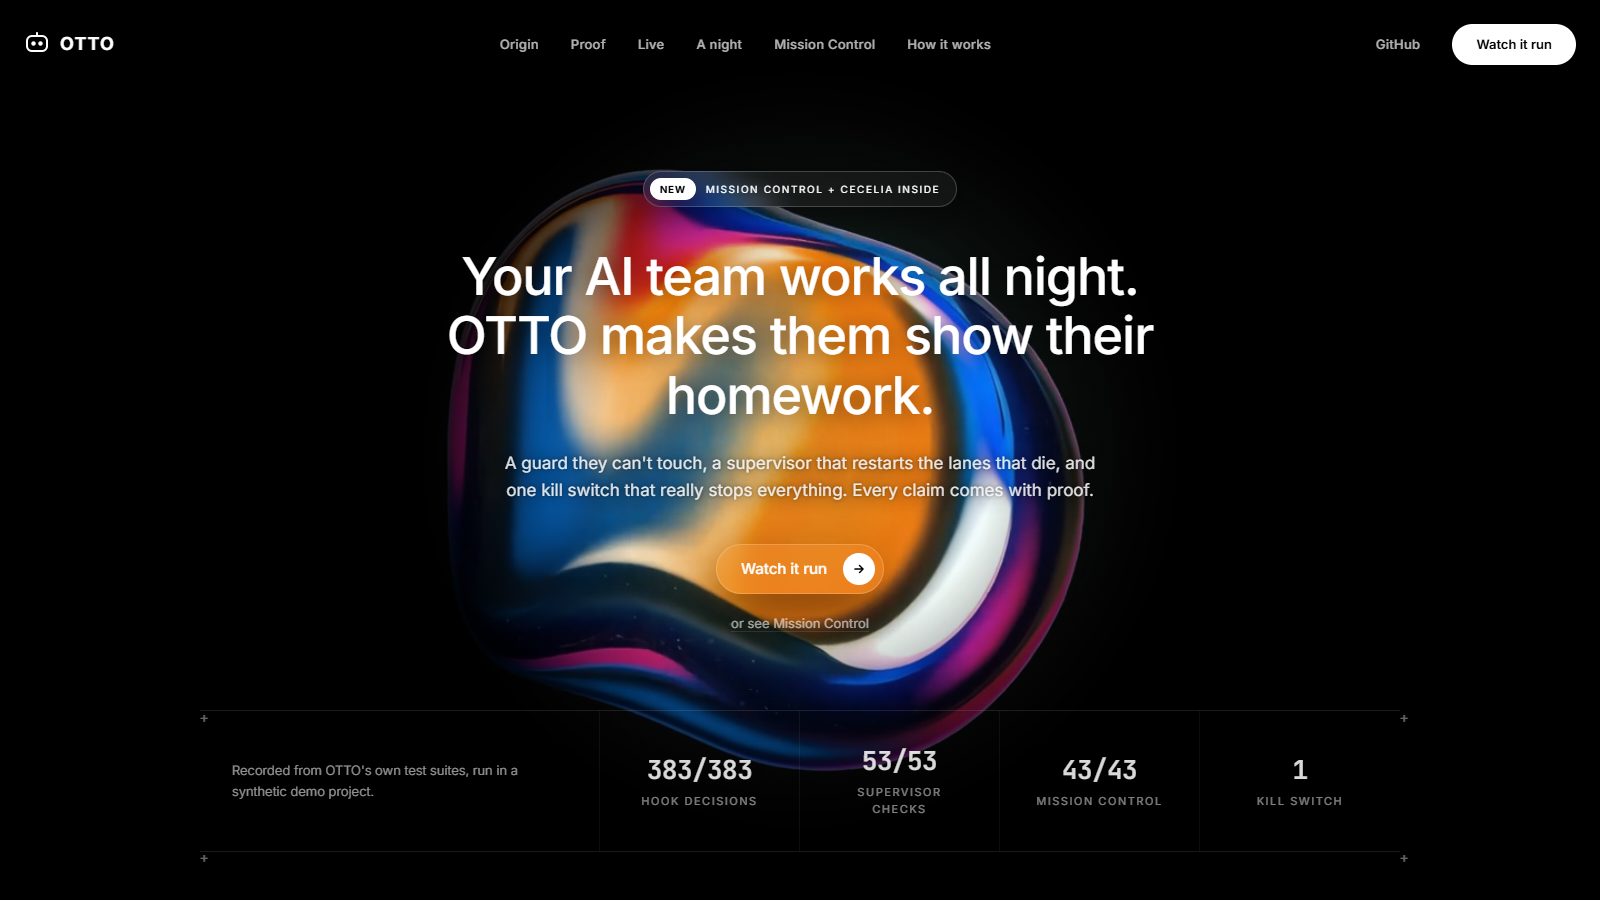 OTTO
Origin
Proof
Live
A night
Mission Control
How it works
GitHub
Watch it run
NEW
MISSION CONTROL + CECELIA INSIDE
Your AI team works all night.
OTTO makes them show their
homework.
A guard they can't touch, a supervisor that restarts the lanes that die, and
one kill switch that really stops everything. Every claim comes with proof.
Watch it run
or see Mission Control
Recorded from OTTO's own test suites, run in a
synthetic demo project.
383/383
HOOK DECISIONS
53/53
SUPERVISOR
CHECKS
43/43
MISSION CONTROL
1
KILL SWITCH